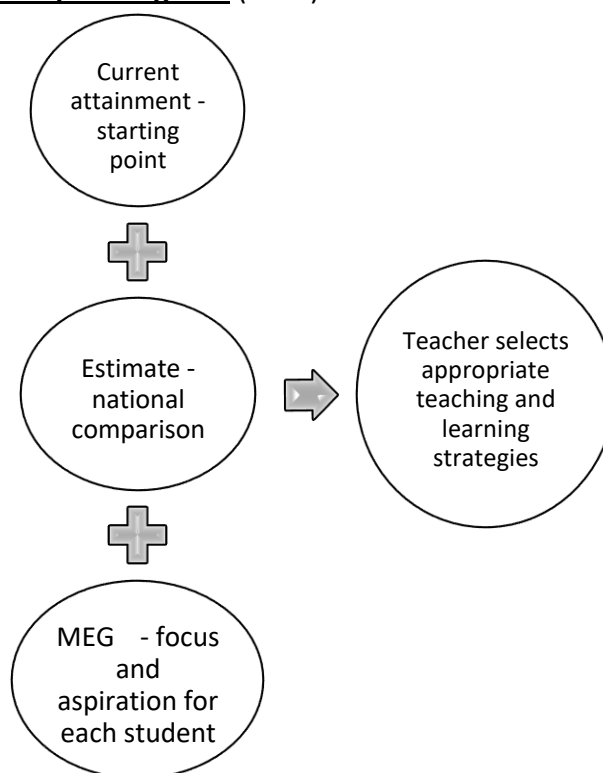 Current
attainment -
starting
point
Estimate -
national
comparison
Teacher selects
appropriate
teaching and
learning
strategies
MEG - focus
and
aspiration for
each student